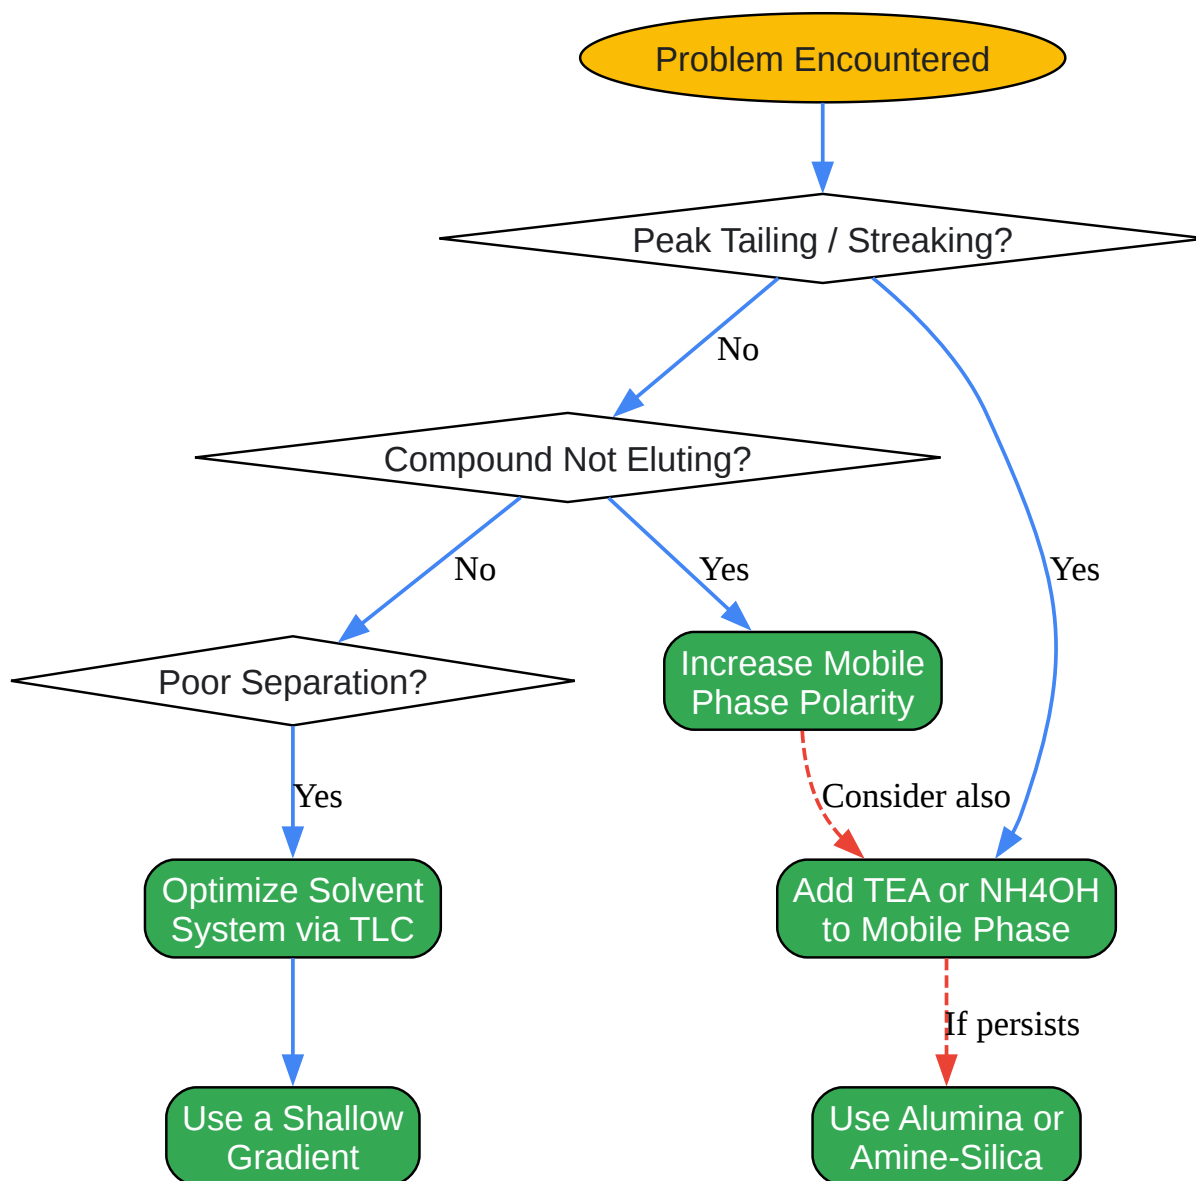 Problem Encountered
Peak Tailing / Streaking?
No
Compound Not Eluting?
No
Yes
Yes
Poor Separation?
Increase Mobile
Phase Polarity
Yes
Consider also
Optimize Solvent
System via TLC
Add TEA or NH4OH
to Mobile Phase
If persists
Use a Shallow
Gradient
Use Alumina or
Amine-Silica